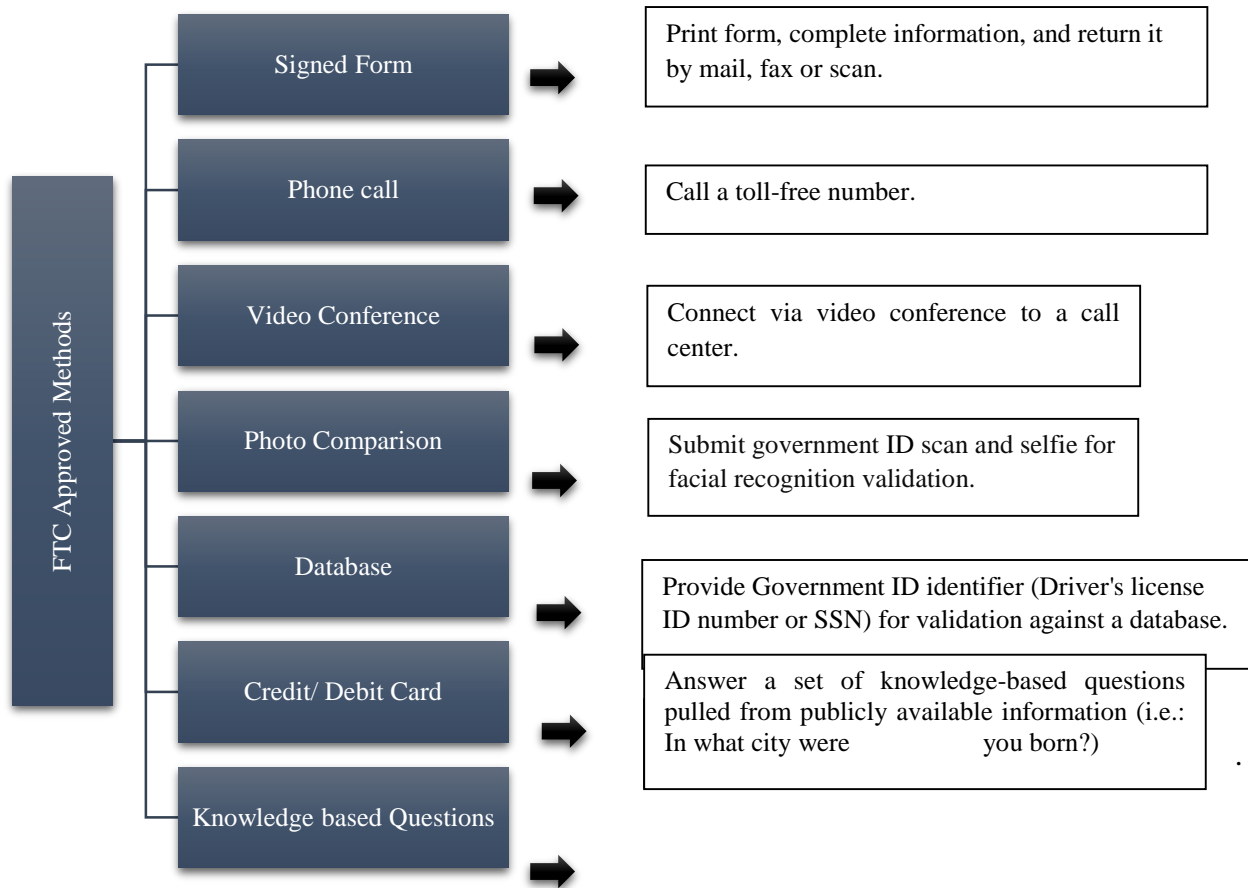 FTC Approved Methods
Signed Form
Print form, complete information, and return it
by mail, fax or scan.
Phone call
Call a toll-free number.
Video Conference
Connect via video conference to a call
center.
Photo Comparison
Submit government ID scan and selfie for
facial recognition validation.
Database
Provide Government ID identifier (Driver's license
ID number or SSN) for validation against a database.
Credit/ Debit Card
Answer a set of knowledge-based questions
pulled from publicly available information (i.e.:
In what city were you born?)
.
Knowledge based Questions